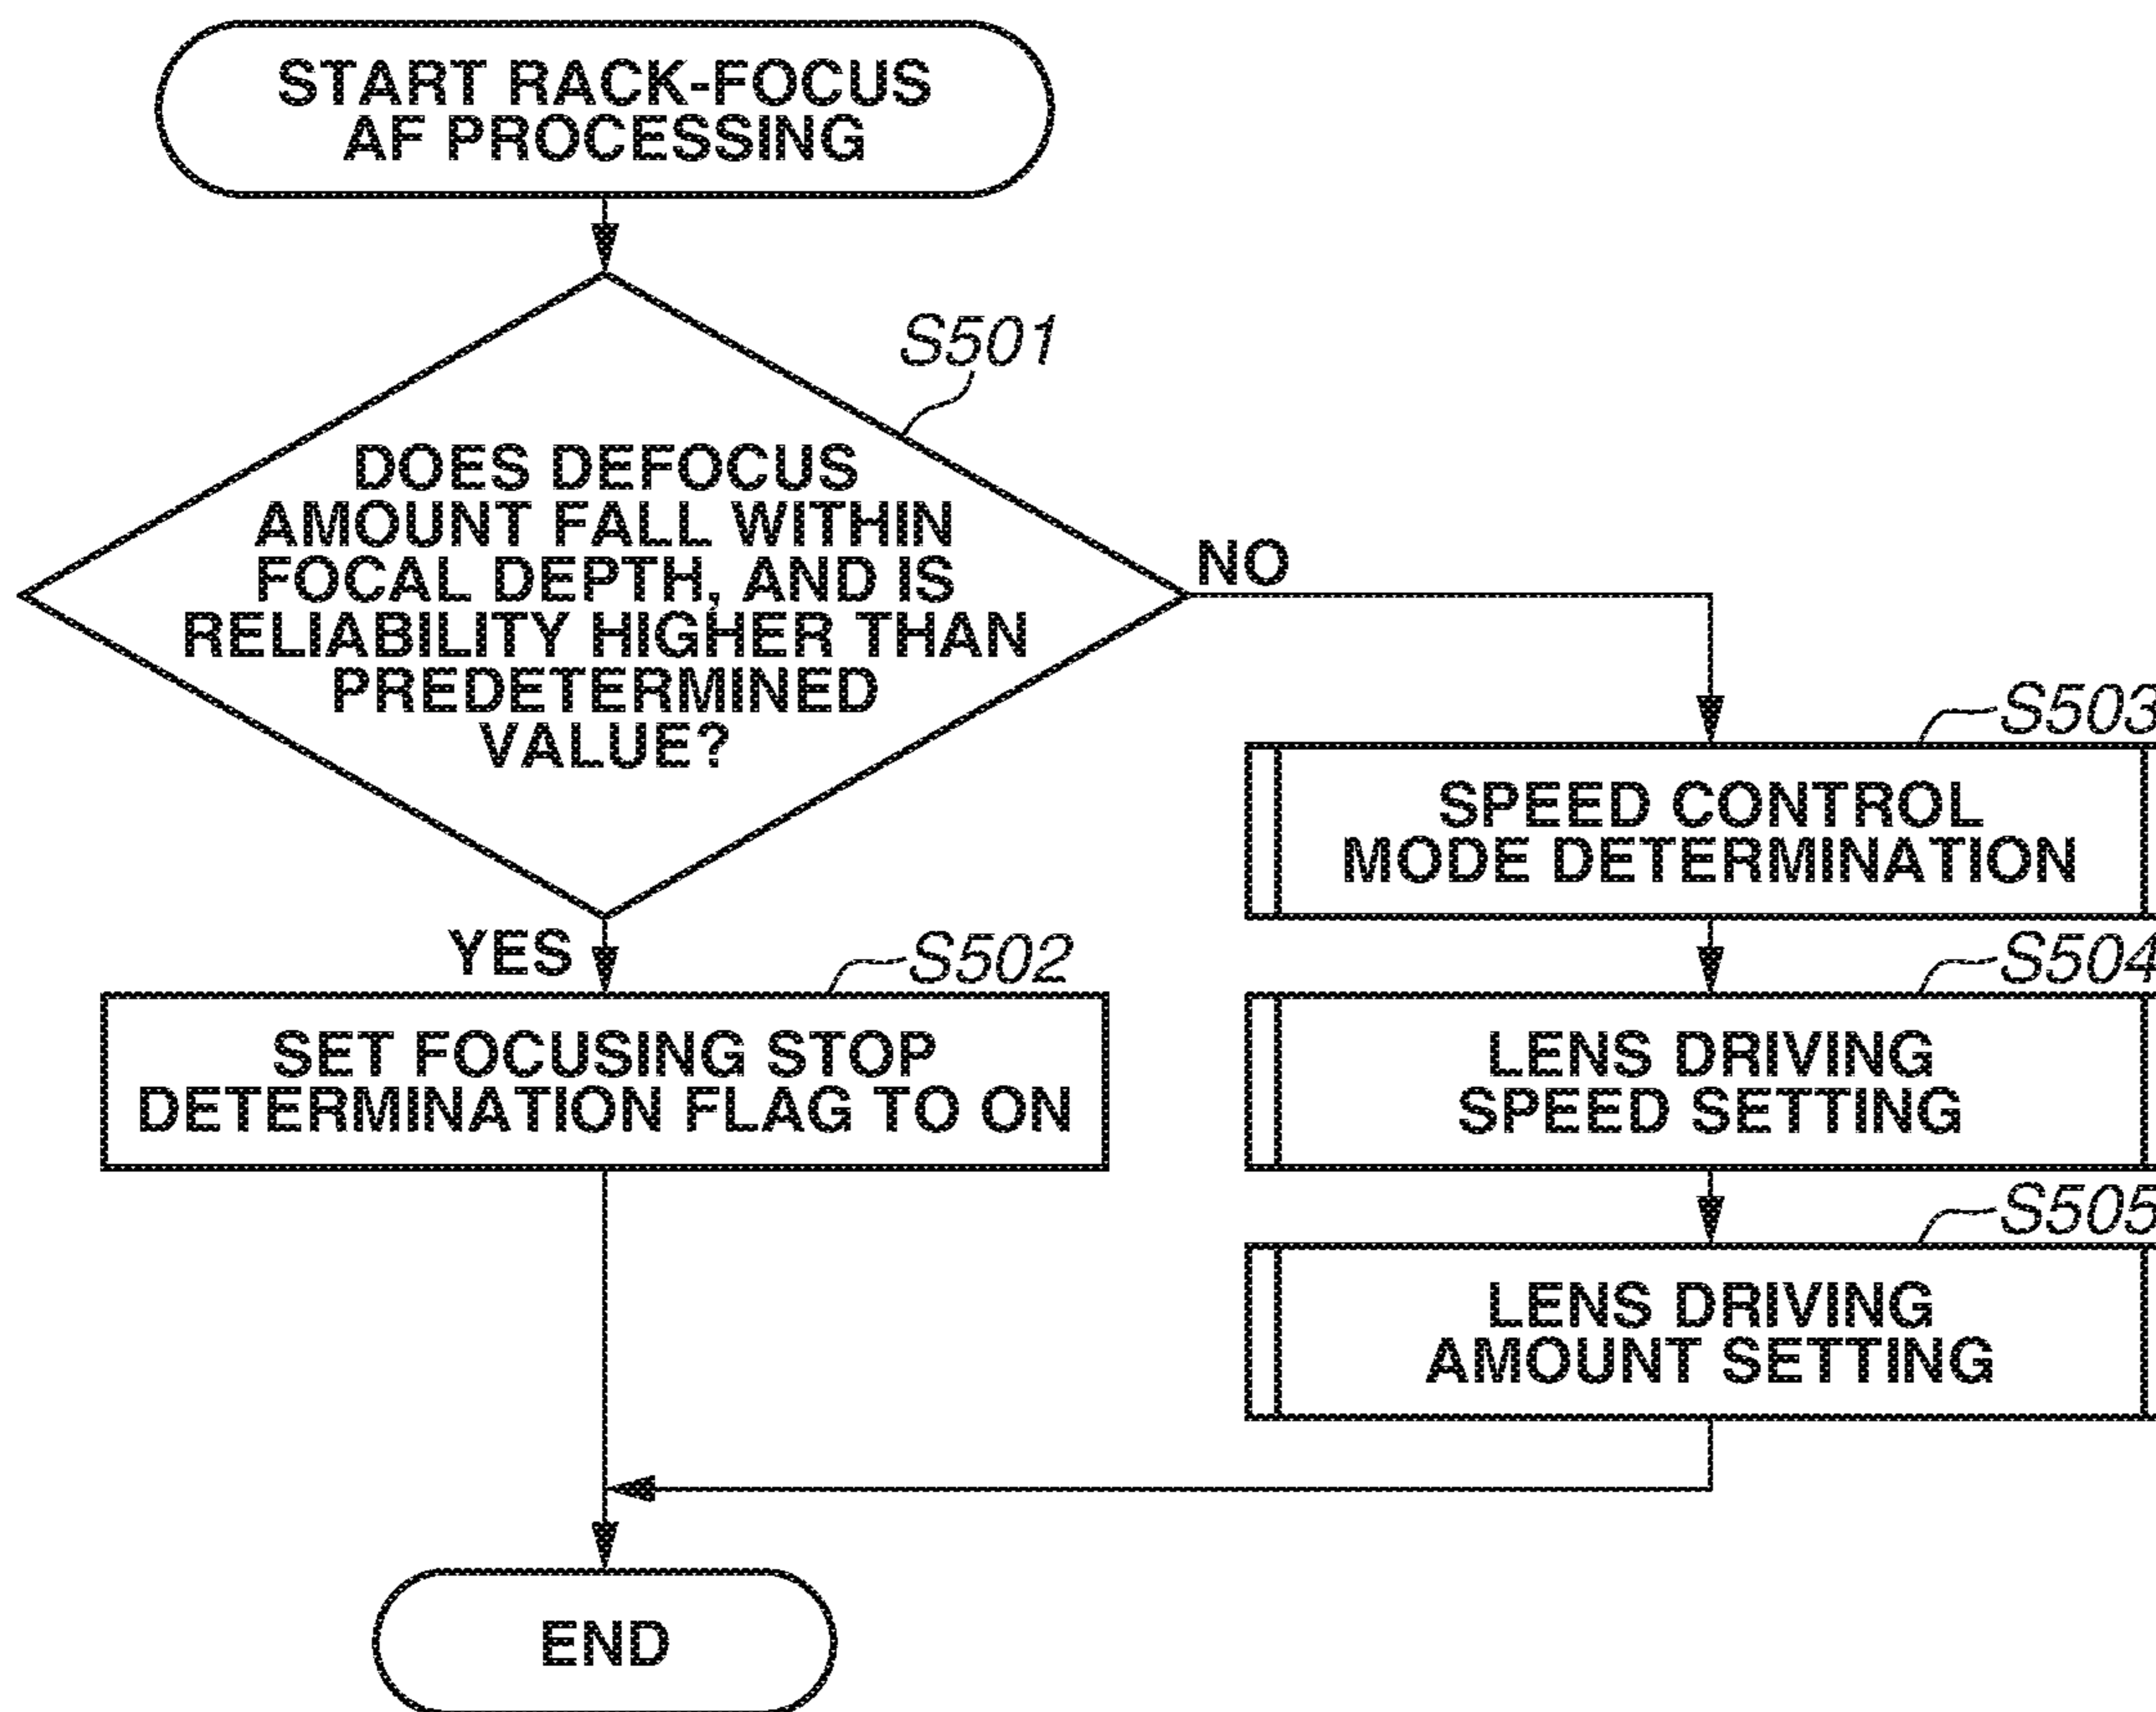 START RACK-FOCUS
AF PROCESSING
S501
DOES DEFOCUS
AMOUNT FALL WITHIN
FOCAL DEPTH, AND IS
RELIABILITY HIGHER THAN
PREDETERMINED
VALUE?
NO
YES
S502
SET FOCUSING STOP
DETERMINATION FLAG TO ON
S503
SPEED CONTROL
MODE DETERMINATION
S504
LENS DRIVING
SPEED SETTING
S505
LENS DRIVING
AMOUNT SETTING
END